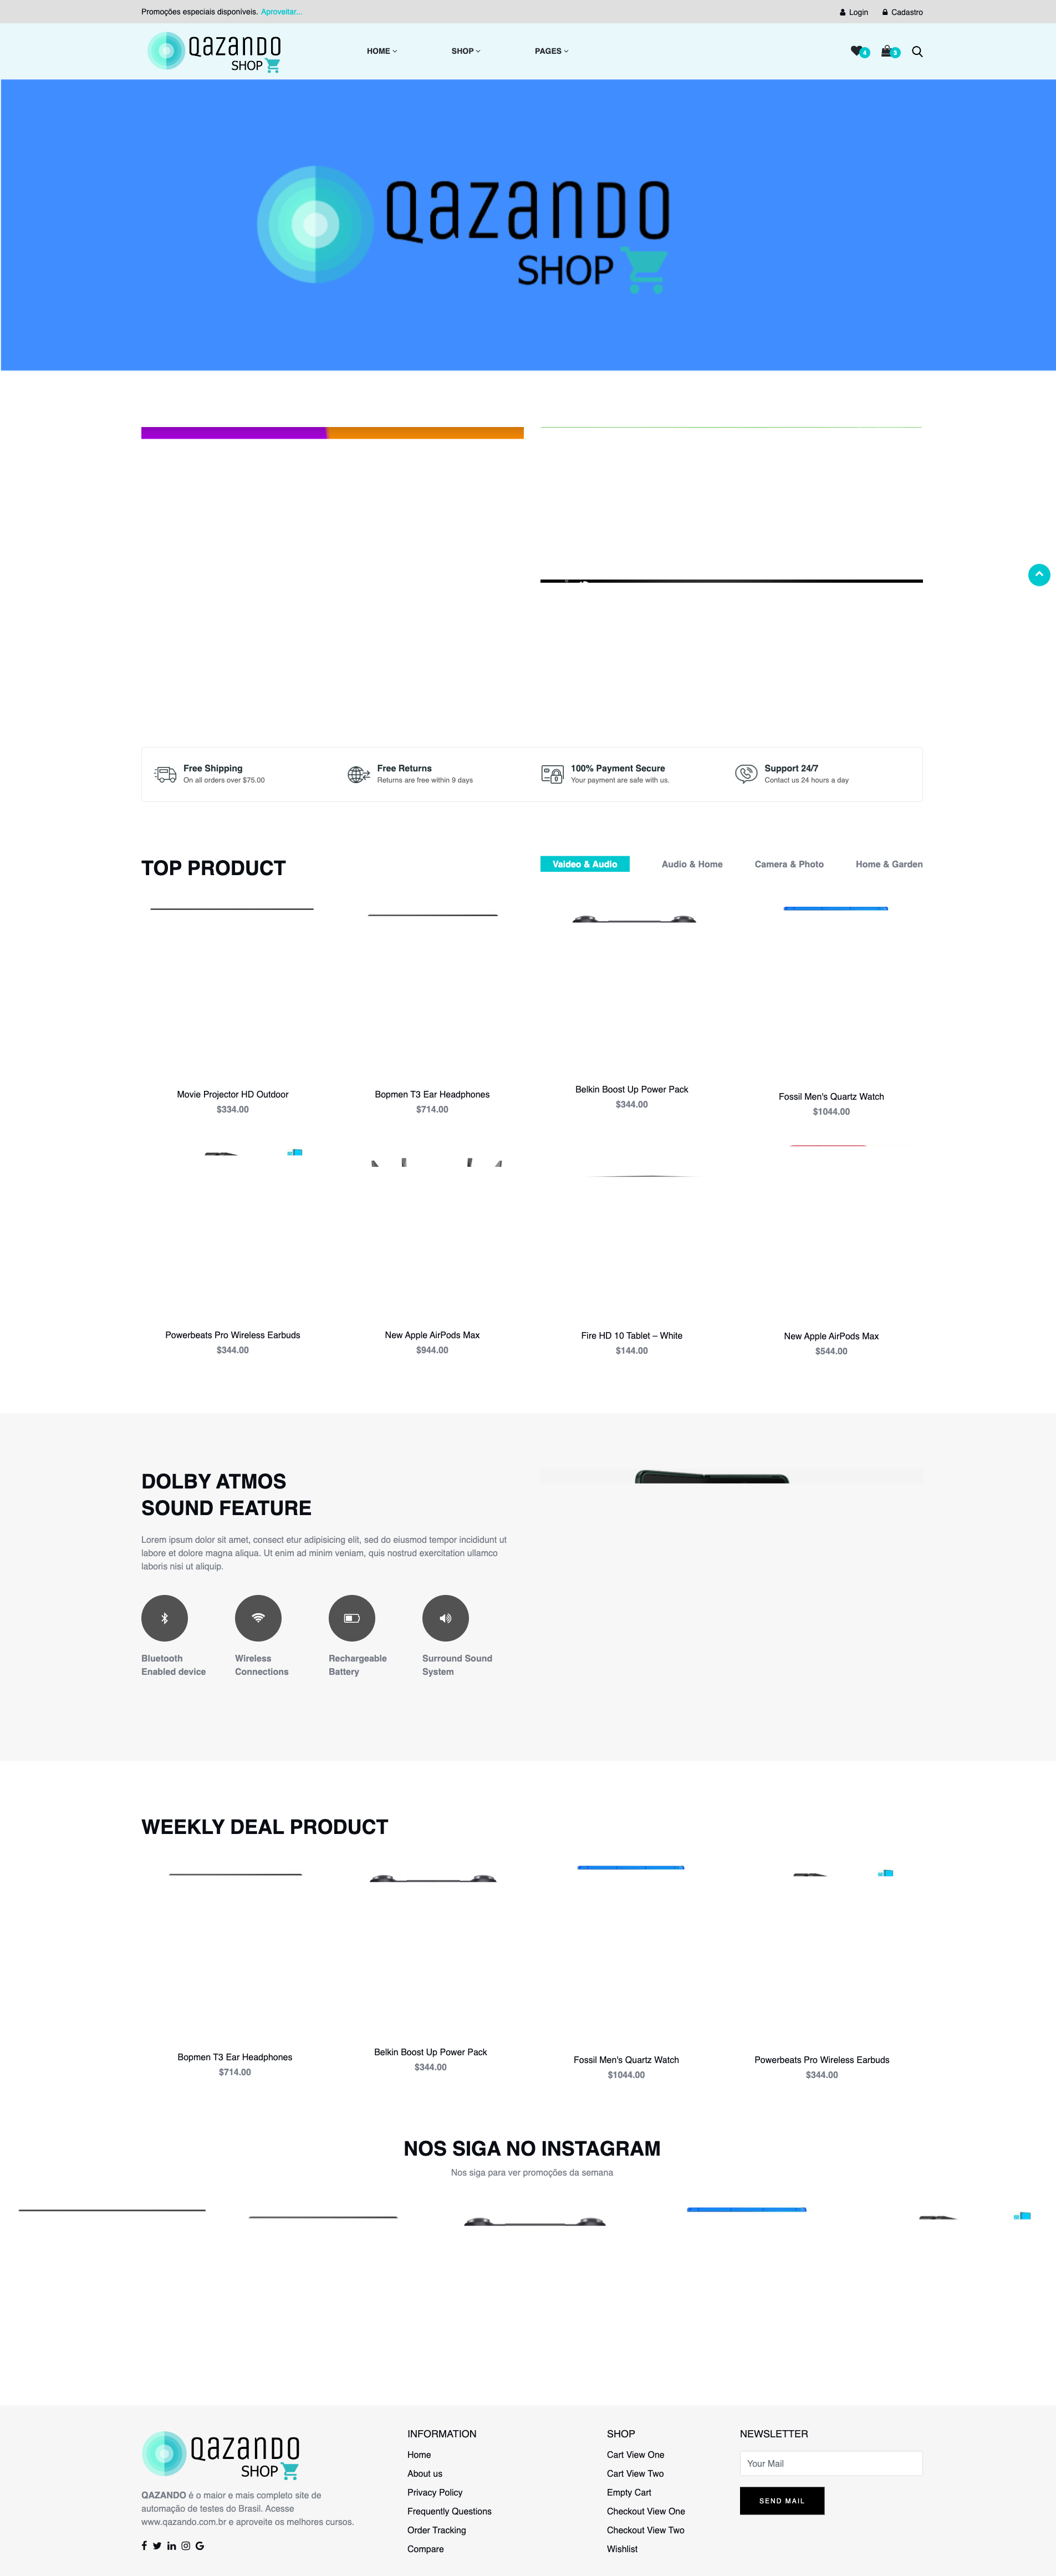 Promoções especiais disponíveis. Aproveitar...
Login
Cadastro
QAZANDO
SHOP
HOME
SHOP
PAGES
4
3
QAZANDO
SHOP
Free Shipping
On all orders over $75.00
Free Returns
Returns are free within 9 days
100% Payment Secure
Your payment are safe with us.
Support 24/7
Contact us 24 hours a day
TOP PRODUCT
Vaideo & Audio
Audio & Home
Camera & Photo
Home & Garden
Movie Projector HD Outdoor
$334.00
Bopmen T3 Ear Headphones
$714.00
Belkin Boost Up Power Pack
$344.00
Fossil Men's Quartz Watch
$1044.00
Powerbeats Pro Wireless Earbuds
$344.00
New Apple AirPods Max
$944.00
Fire HD 10 Tablet – White
$144.00
New Apple AirPods Max
$544.00
DOLBY ATMOS
SOUND FEATURE
Lorem ipsum dolor sit amet, consect etur adipisicing elit, sed do eiusmod tempor incididunt ut
labore et dolore magna aliqua. Ut enim ad minim veniam, quis nostrud exercitation ullamco
laboris nisi ut aliquip.
Bluetooth
Enabled device
Wireless
Connections
Rechargeable
Battery
Surround Sound
System
WEEKLY DEAL PRODUCT
Bopmen T3 Ear Headphones
$714.00
Belkin Boost Up Power Pack
$344.00
Fossil Men's Quartz Watch
$1044.00
Powerbeats Pro Wireless Earbuds
$344.00
NOS SIGA NO INSTAGRAM
Nos siga para ver promoções da semana
QAZANDO
SHOP
QAZANDO é o maior e mais completo site de
automação de testes do Brasil. Acesse
www.qazando.com.br e aproveite os melhores cursos.
INFORMATION
Home
About us
Privacy Policy
Frequently Questions
Order Tracking
Compare
SHOP
Cart View One
Cart View Two
Empty Cart
Checkout View One
Checkout View Two
Wishlist
NEWSLETTER
Your Mail
SEND MAIL